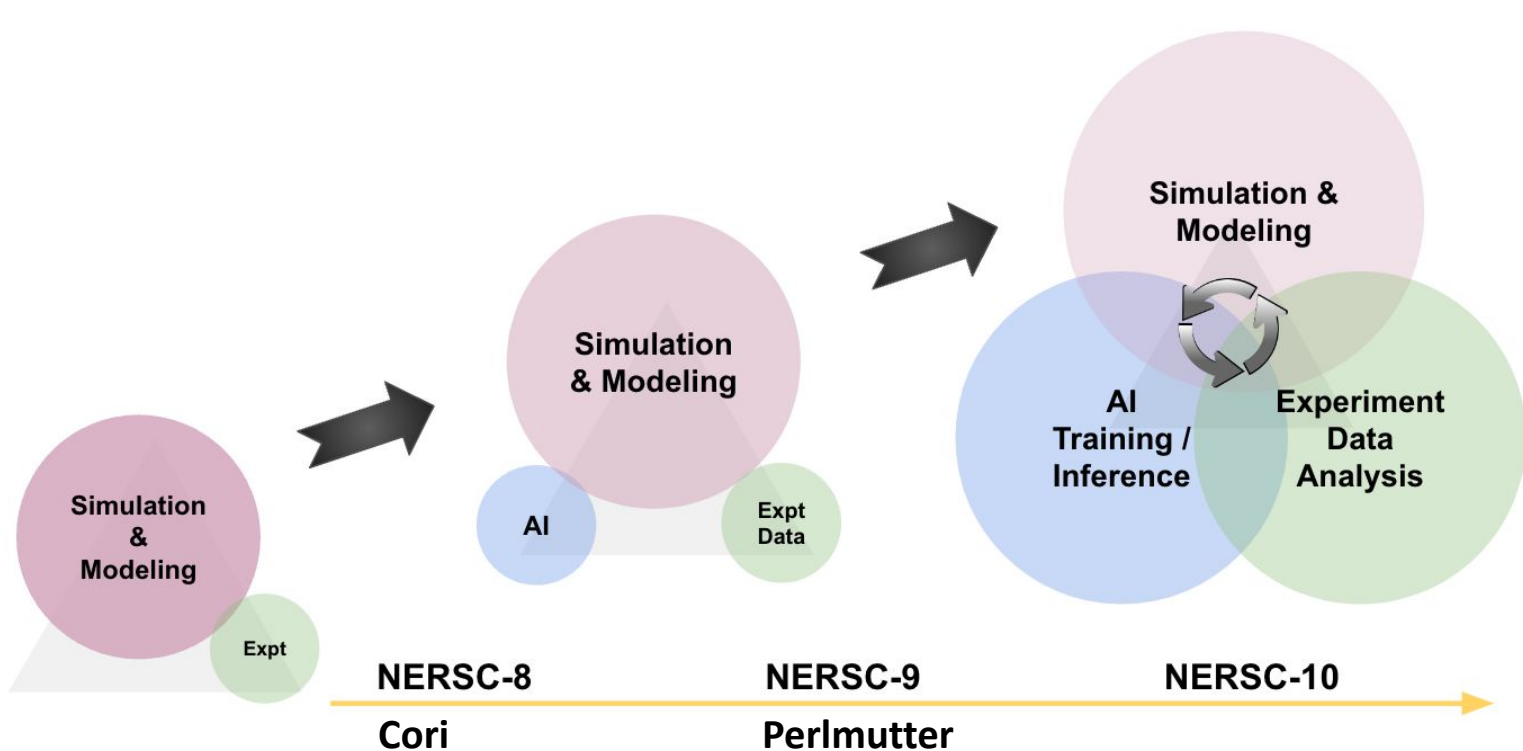 Simulation
&
Modeling
Expt
Simulation
& Modeling
AI
Expt
Data
Simulation &
Modeling
AI
Training /
Inference
Experiment
Data
Analysis
NERSC-8
NERSC-9
NERSC-10
Cori
Perlmutter